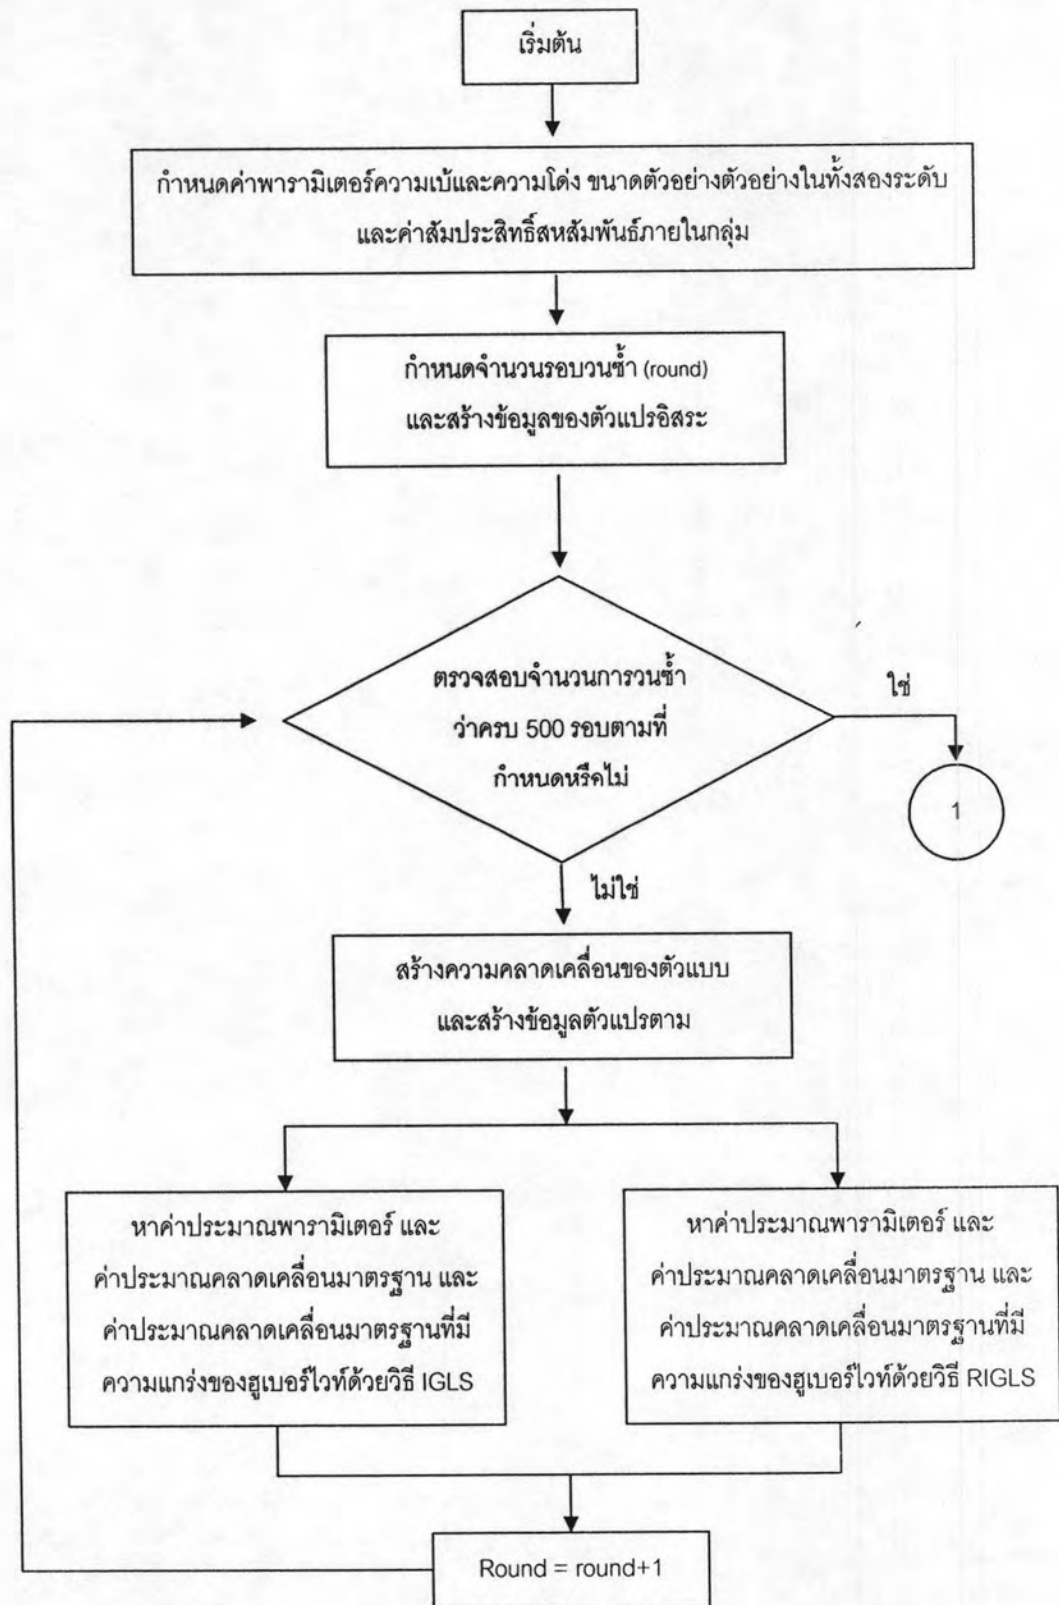 เริ่มต้น
กำหนดค่าพารามิเตอร์ความเบ้และความโด่ง ขนาดตัวอย่างตัวอย่างในทั้งสองระดับ
และค่าสัมประสิทธิ์สหสัมพันธ์ภายในกลุ่ม
กำหนดจำนวนรอบวนซ้ำ (round)
และสร้างข้อมูลของตัวแปรอิสระ
ตรวจสอบจำนวนการวนซ้ำ
ว่าครบ 500 รอบตามที่
กำหนดหรือไม่
ใช่
1
ไม่ใช่
สร้างความคลาดเคลื่อนของตัวแบบ
และสร้างข้อมูลตัวแปรตาม
หาค่าประมาณพารามิเตอร์ และ
ค่าประมาณคลาดเคลื่อนมาตรฐาน และ
ค่าประมาณคลาดเคลื่อนมาตรฐานที่มี
ความแกร่งของฮูเบอร์ไวท์ด้วยวิธี IGLS
หาค่าประมาณพารามิเตอร์ และ
ค่าประมาณคลาดเคลื่อนมาตรฐาน และ
ค่าประมาณคลาดเคลื่อนมาตรฐานที่มี
ความแกร่งของฮูเบอร์ไวท์ด้วยวิธี RIGLS
Round = round+1